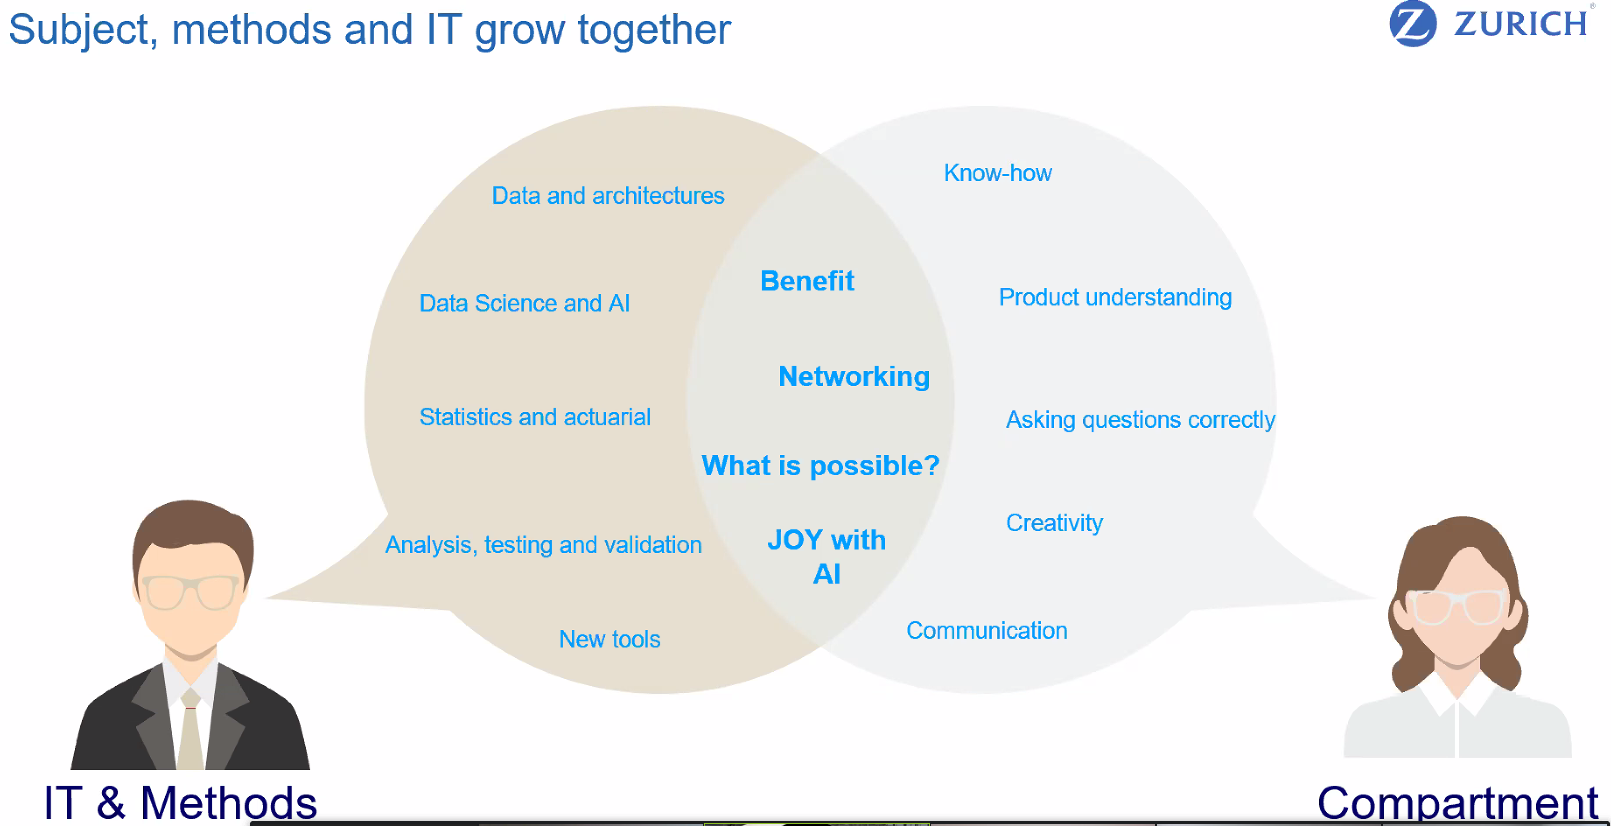 Subject, methods and IT grow together
Z ZURICH®
Data and architectures
Data Science and AI
Statistics and actuarial
Analysis, testing and validation
New tools
Benefit
Networking
What is possible?
JOY with
AI
Know-how
Product understanding
Asking questions correctly
Creativity
Communication
IT & Methods
Compartment